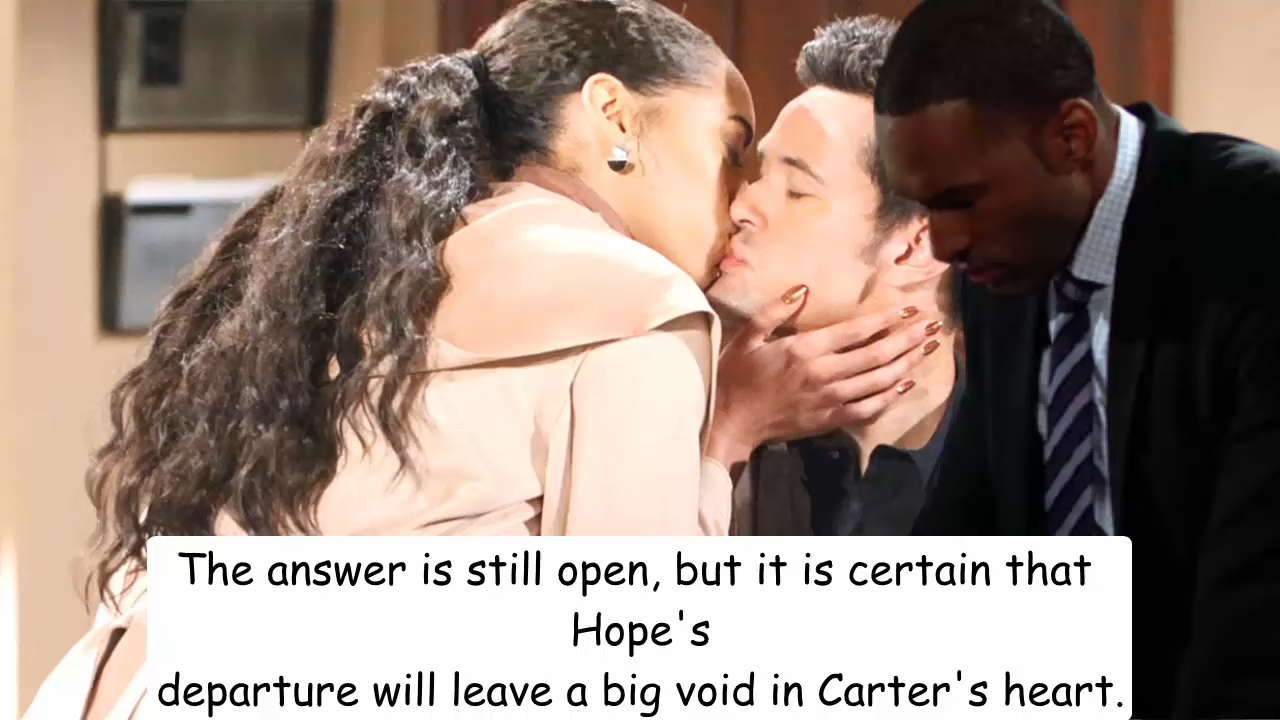 The answer is still open, but it is certain that
Hope's
departure will leave a big void in Carter's heart.